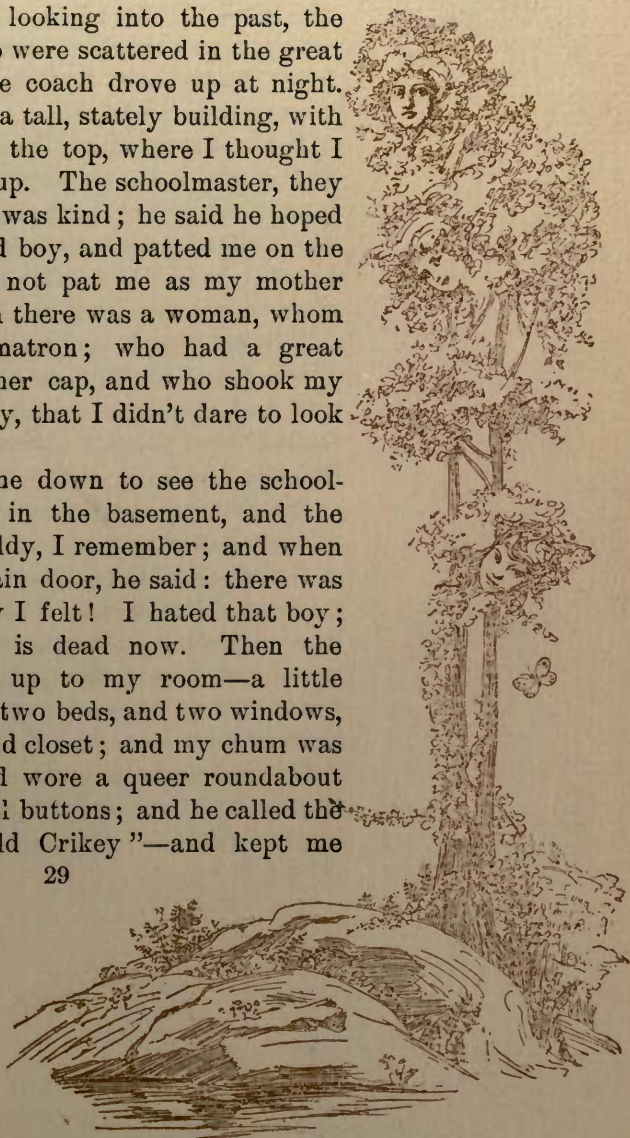 looking into the past, the
were scattered in the great
e coach drove up at night.
a tall, stately building, with
the top, where I thought I
up. The schoolmaster, they
was kind; he said he hoped
d boy, and patted me on the
not pat me as my mother
there was a woman, whom
natron; who had a great
her cap, and who shook my
y, that I didn't dare to look
ne down to see the school-
in the basement, and the
ldy, I remember; and when
ain door, he said: there was
I felt! I hated that boy;
is dead now. Then the
up to my room—a little
two beds, and two windows,
d closet; and my chum was
wore a queer roundabout
l buttons; and he called the
ld Crikey"—and kept me
29